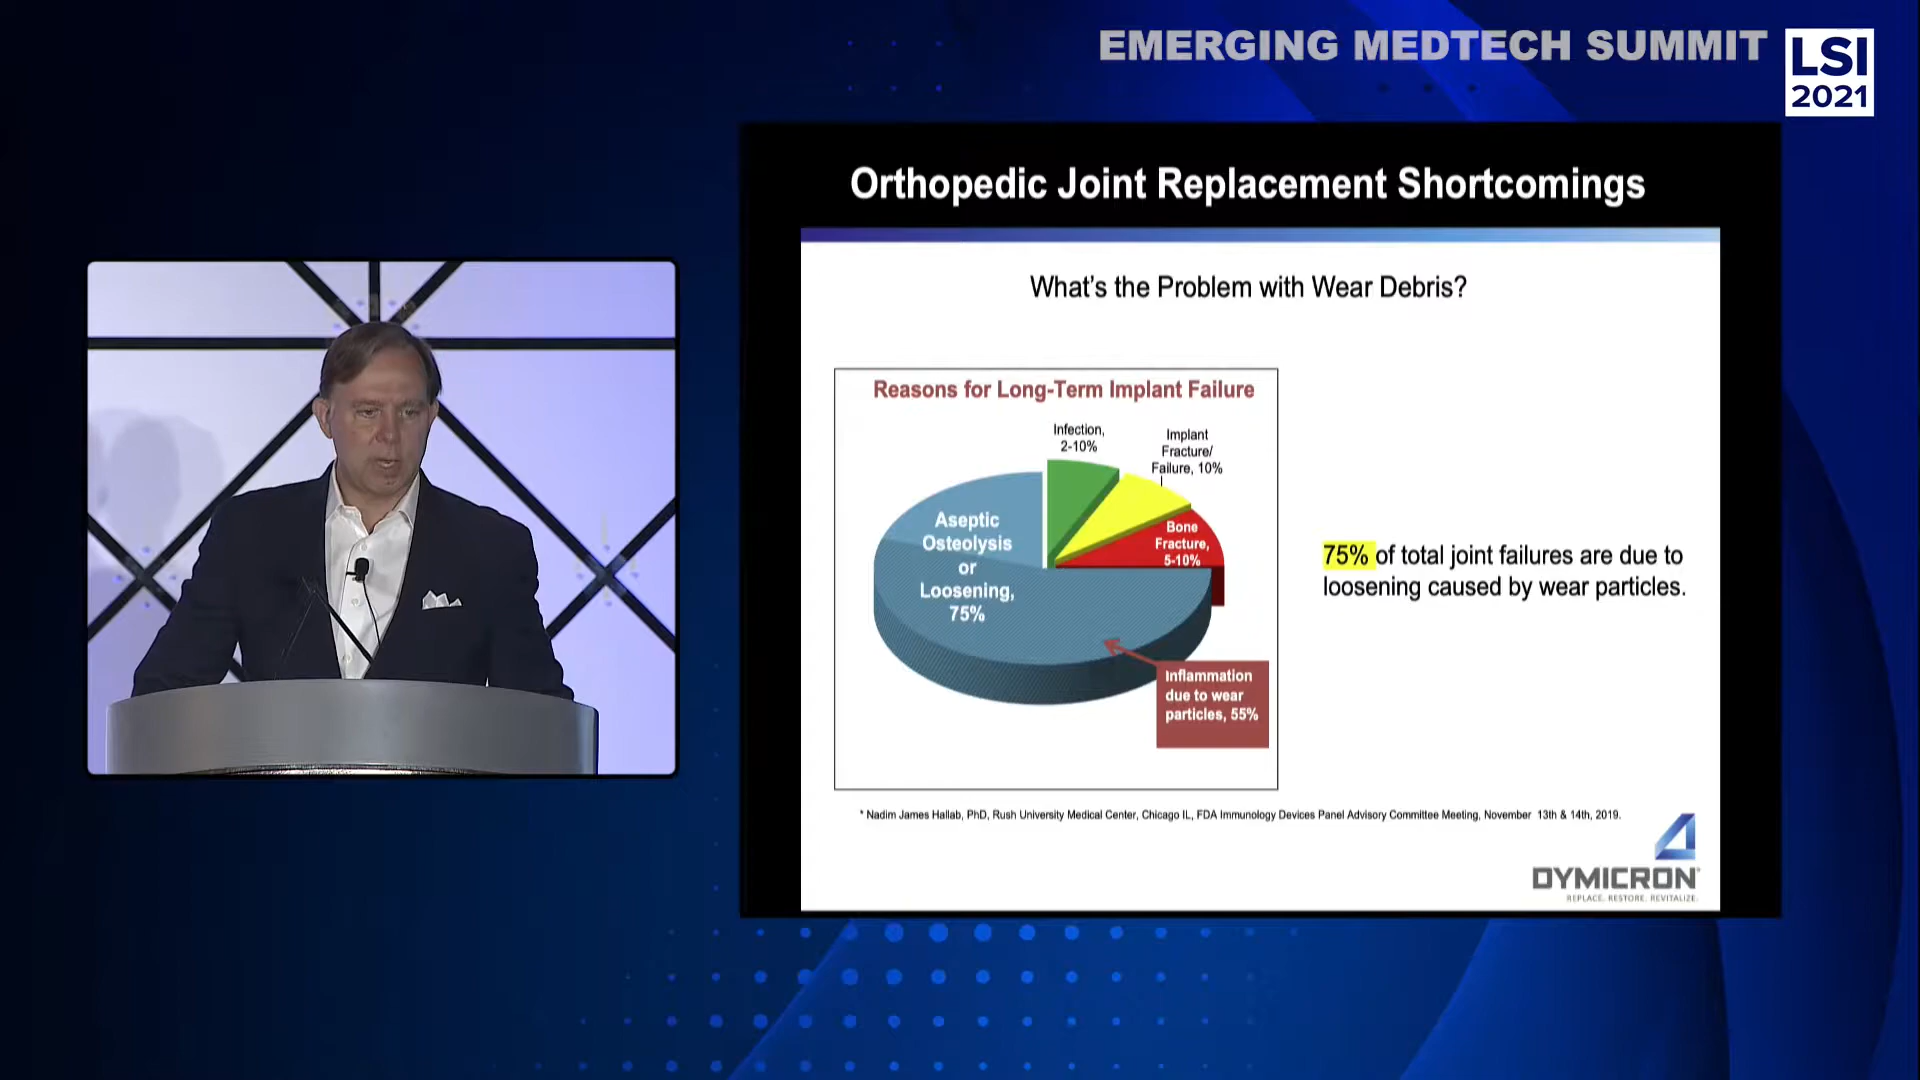 EMERGING MEDTECH SUMMIT
LSI
2021
Orthopedic Joint Replacement Shortcomings
What's the Problem with Wear Debris?
Reasons for Long-Term Implant Failure
Infection,
2-10%
Implant
Fracture/
Failure, 10%
Bone
Fracture,
5-10%
Aseptic
Osteolysis
or
Loosening,
75%
Inflammation
due to wear
particles, 55%
75% of total joint failures are due to
loosening caused by wear particles.
* Nadim James Hallab, PhD, Rush University Medical Center, Chicago IL, FDA Immunology Devices Panel Advisory Committee Meeting, November 13th & 14th, 2019.
DYMICRON
REPLACE. RESTORE. REVITALIZE.